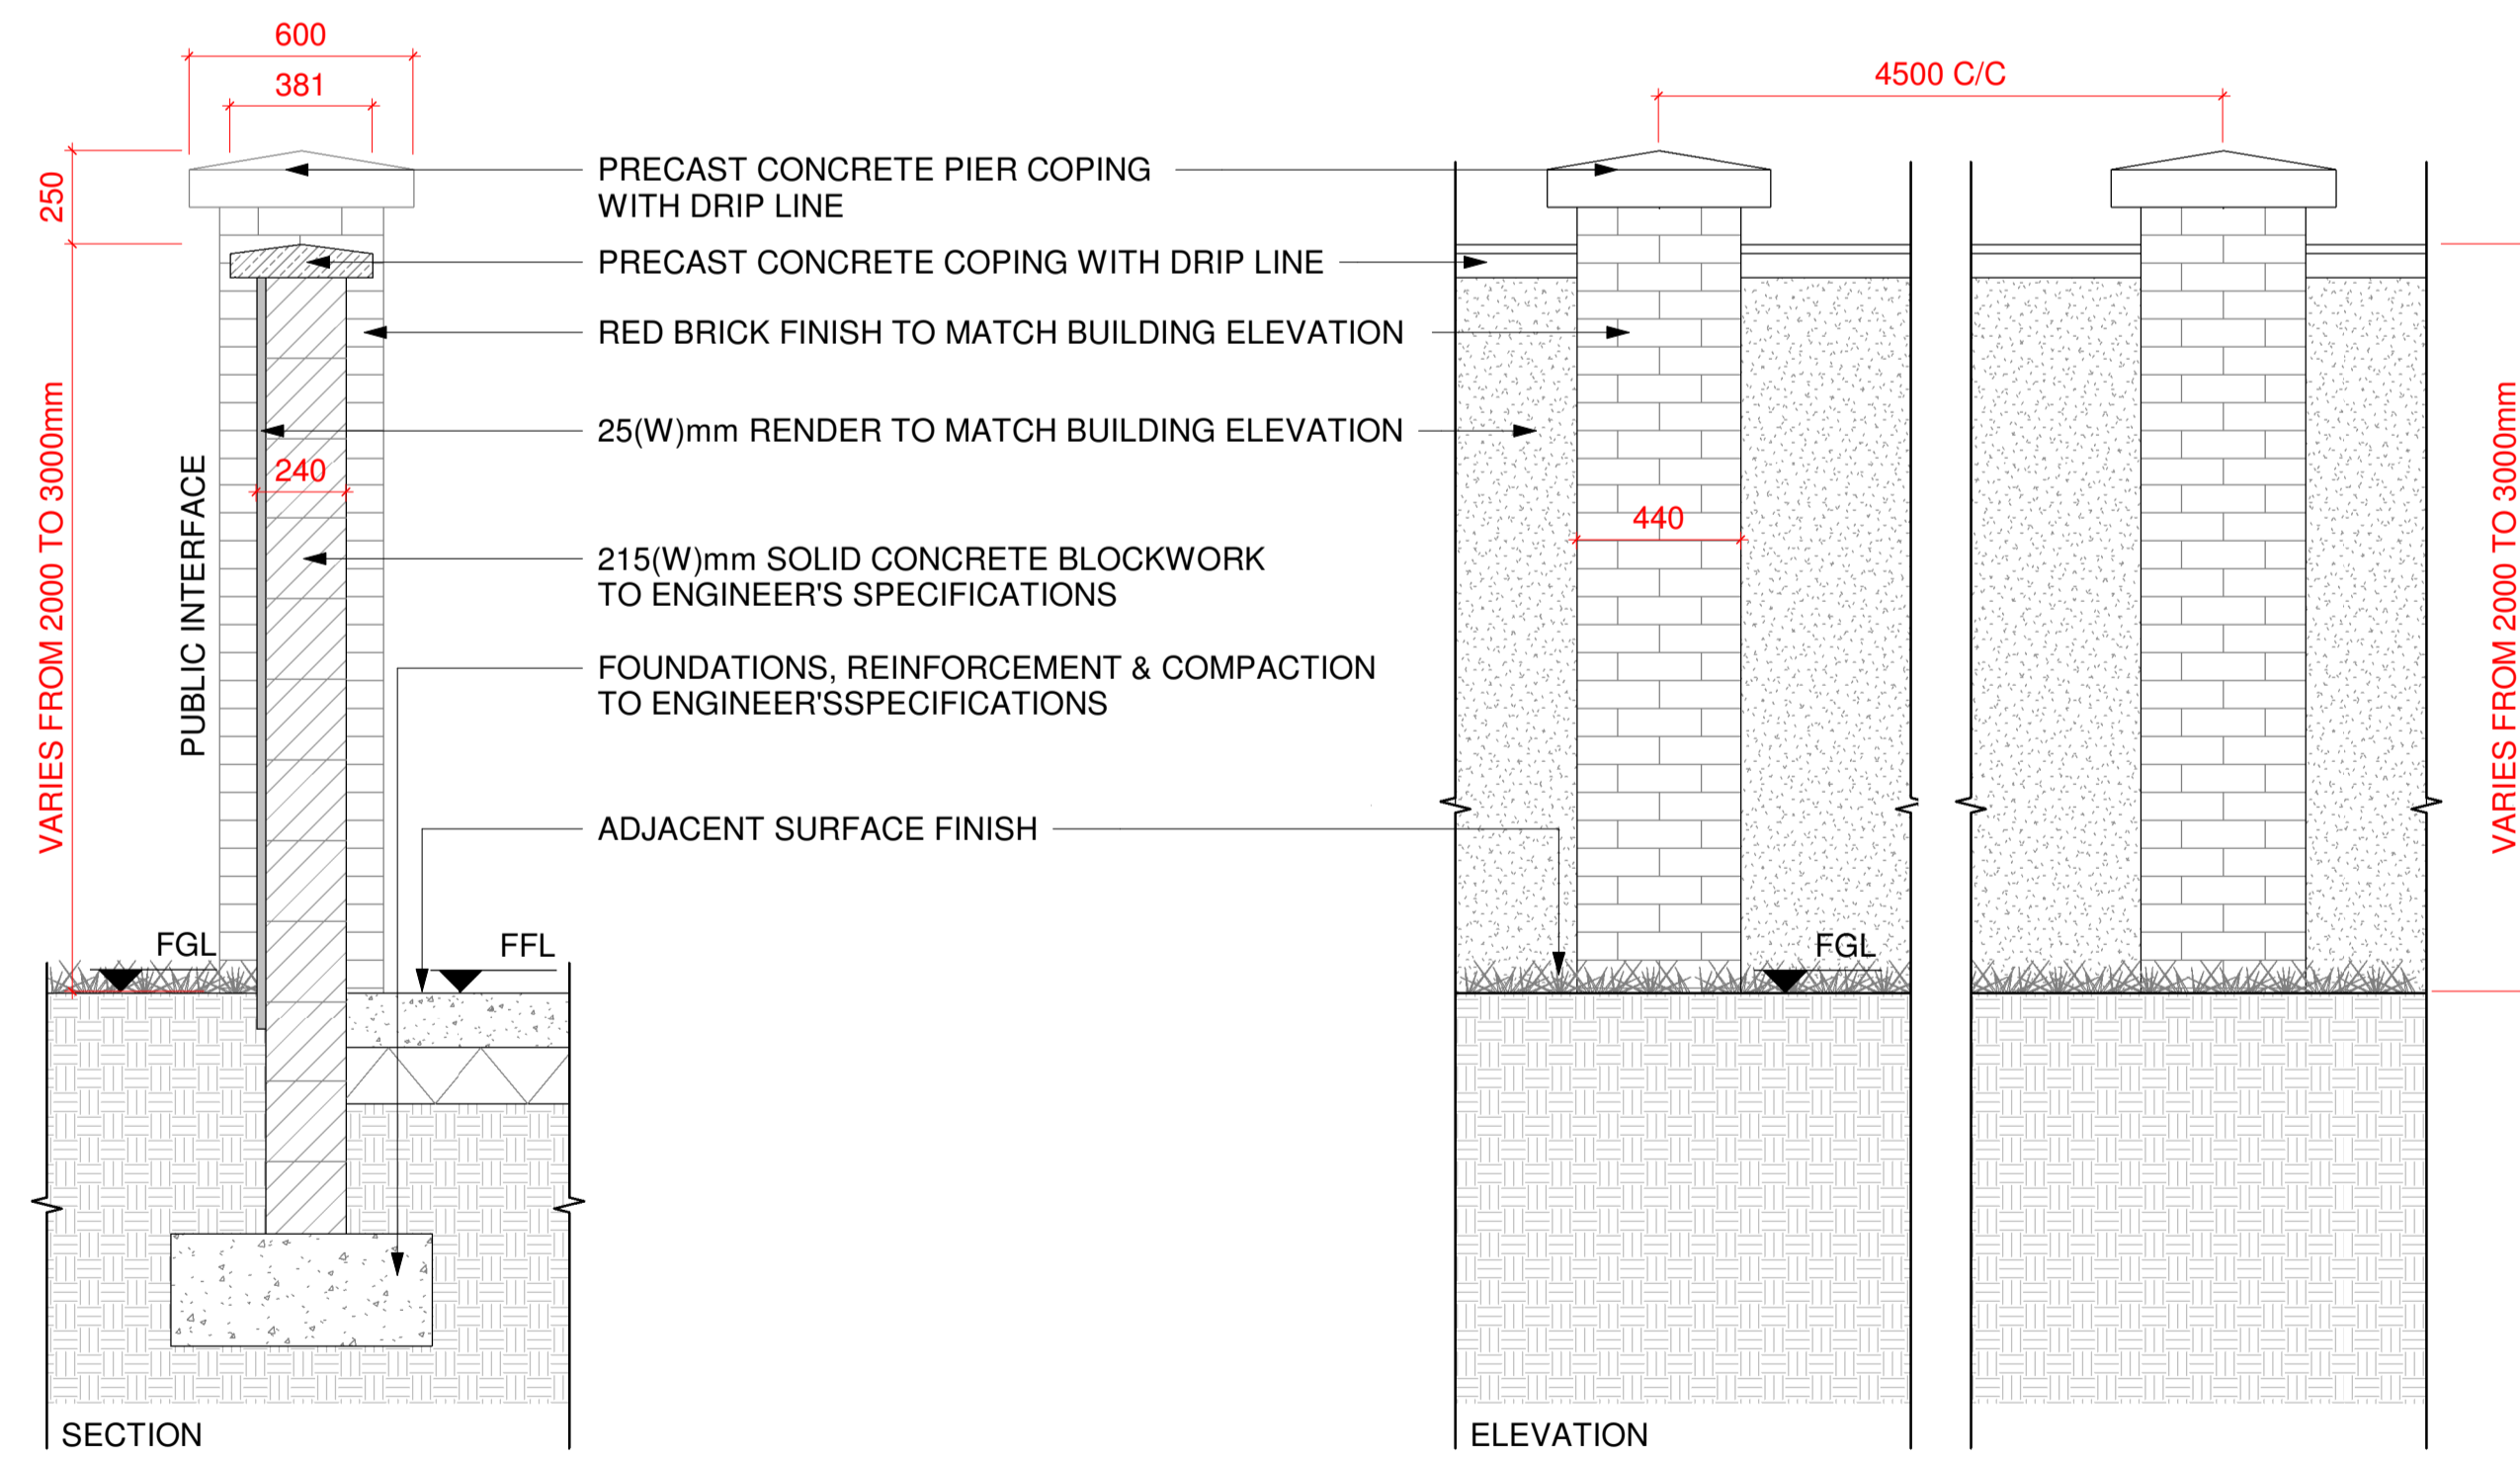 600
381
4500 C/C
250
PRECAST CONCRETE PIER COPING
WITH DRIP LINE
PRECAST CONCRETE COPING WITH DRIP LINE
RED BRICK FINISH TO MATCH BUILDING ELEVATION
25(W)mm RENDER TO MATCH BUILDING ELEVATION
240
440
VARIES FROM 2000 TO 3000mm
PUBLIC INTERFACE
215(W)mm SOLID CONCRETE BLOCKWORK
TO ENGINEER'S SPECIFICATIONS
VARIES FROM 2000 TO 3000mm
FOUNDATIONS, REINFORCEMENT & COMPACTION
TO ENGINEER'SSPECIFICATIONS
ADJACENT SURFACE FINISH
FGL
FFL
FGL
SECTION
ELEVATION